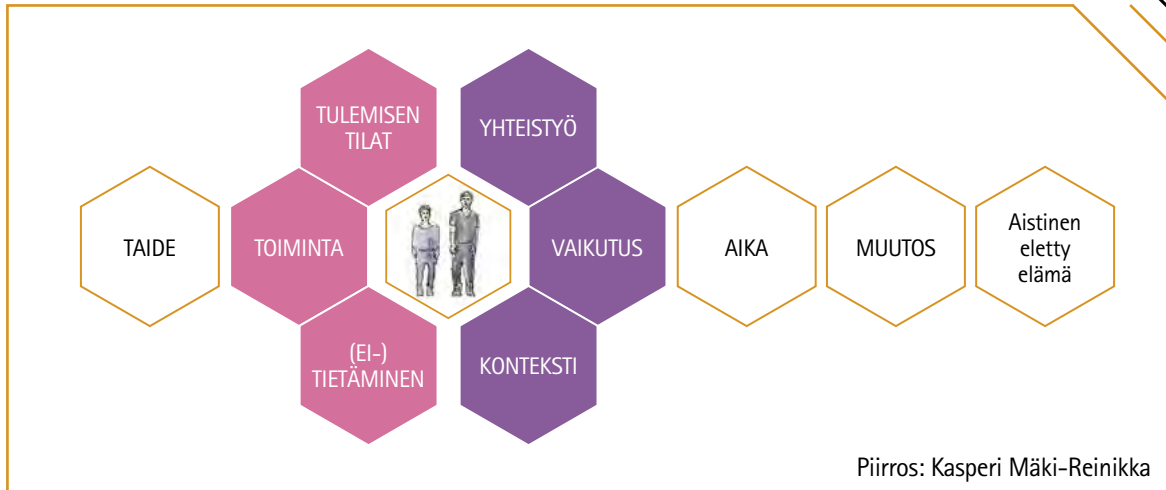 TULEMISEN
TILAT
YHTEISTYÖ
TAIDE
TOIMINTA
VAIKUTUS
AIKA
MUUTOS
Aistinen
eletty
elämä
(EI-)
TIETÄMINEN
KONTEKSTI
Piirros: Kasperi Mäki-Reinikka